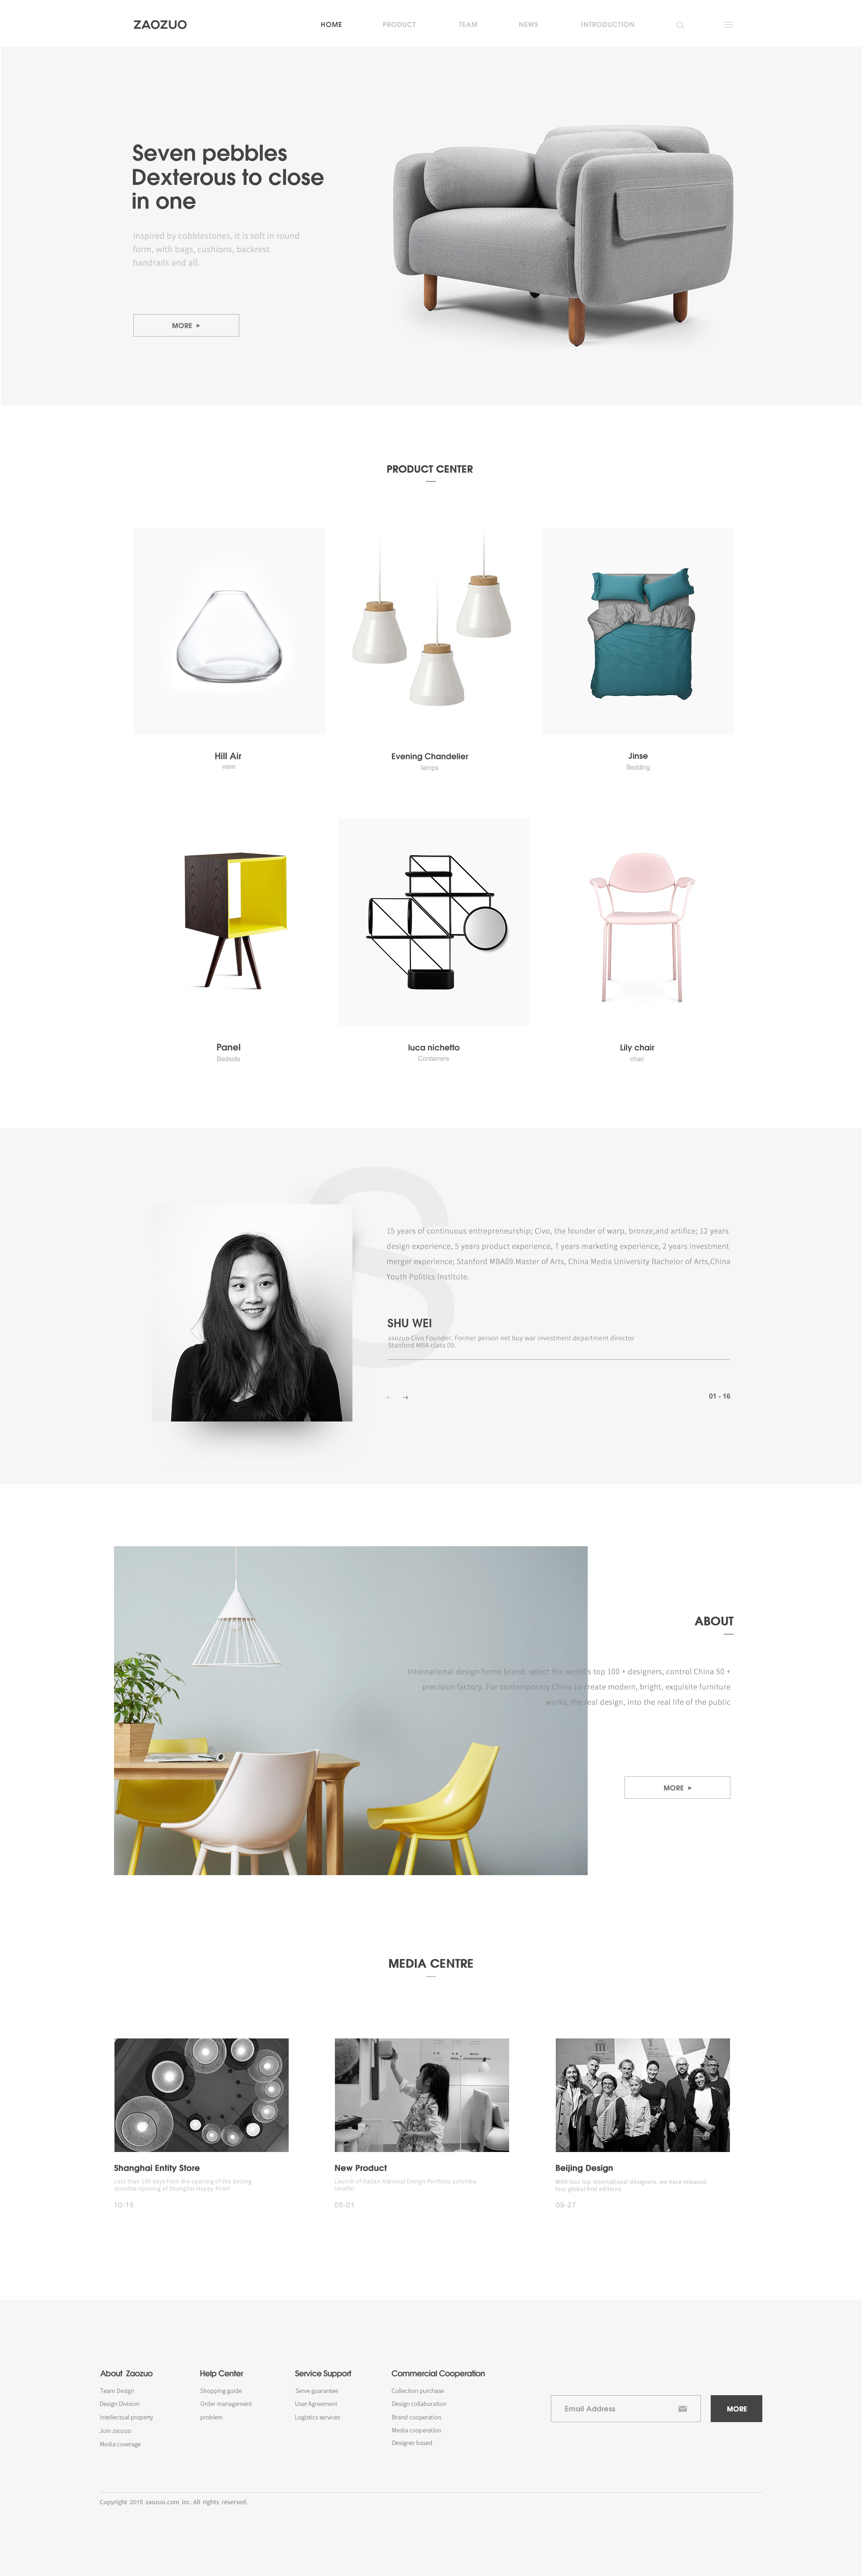 ZAOZUO
HOME
PRODUCT
TEAM
NEWS
INTRODUCTION
Seven pebbles
Dexterous to close
in one
Inspired by cobblestones, it is soft in round
form, with bags, cushions, backrest
handrails and all.
MORE
PRODUCT CENTER
Hill Air
vase
Evening Chandelier
lamps
Jinse
Bedding
Panel
Bedside
luca nichetto
Containers
Lily chair
chair
S
15 years of continuous entrepreneurship; Civo, the founder of warp, bronze,and artifice; 12 years
design experience, 5 years product experience, 7 years marketing experience, 2 years investment
merger experience; Stanford MBA09.Master of Arts, China Media University Bachelor of Arts,China
Youth Politics Institute.
SHU WEI
zaozuo Civo Founder. Former person net buy war investment department director
Stanford MBA class 09.
01 - 16
ABOUT
International design home brand, select the world's top 100 + designers, control China 50 +
precision factory. For contemporary China to create modern, bright, exquisite furniture
works, the real design, into the real life of the public
MORE
MEDIA CENTRE
Shanghai Entity Store
Less than 100 days from the opening of the Beijing
storethe opening of Shanghai Happy Point
10-15
New Product
Launch of Italian National Design Portfolio palomba
serafini
05-01
Beijing Design
With four top international designers, we have released
four global first editions
09-27
About Zaozuo
Team Design
Design Division
Intellectual property
Join zaozuo
Media coverage
Help Center
Shopping guide
Order management
problem
Service Support
Serve guarantee
User Agreement
Logistics services
Commercial Cooperation
Collection purchase
Design collaboration
Brand cooperation
Media cooperation
Designer based
Email Address
MORE
Copyright 2015 zaozuo.com inc. All rights reserved.